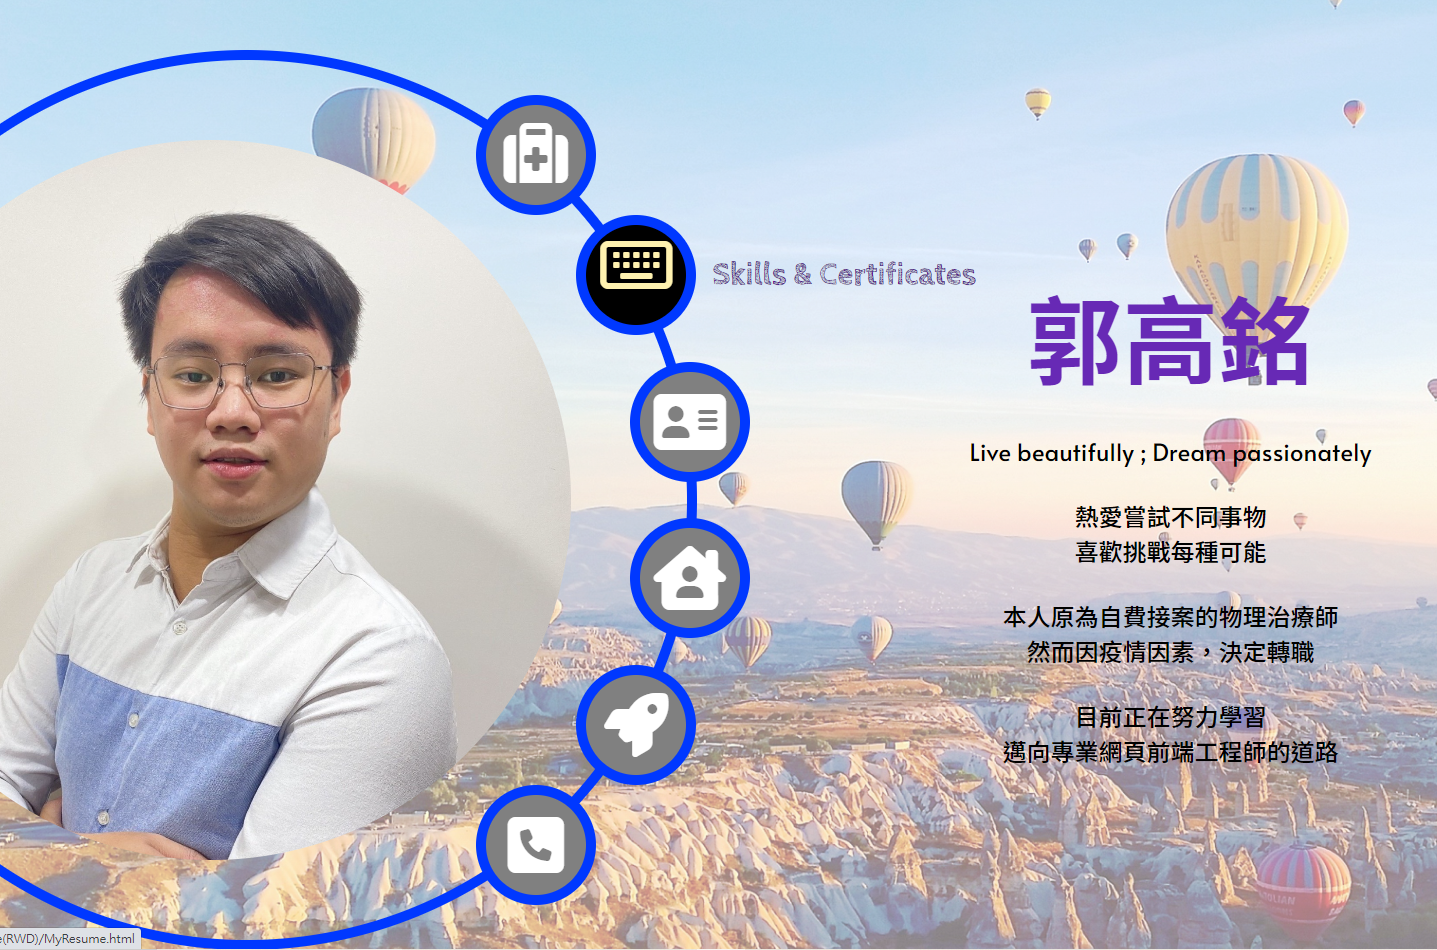 Skills & Certificates
郭高銘
Live beautifully ; Dream passionately
熱愛嘗試不同事物
喜歡挑戰每種可能
本人原為自費接案的物理治療師
然而因疫情因素，決定轉職
目前正在努力學習
邁向專業網頁前端工程師的道路
e(RWD)/MyResume.html